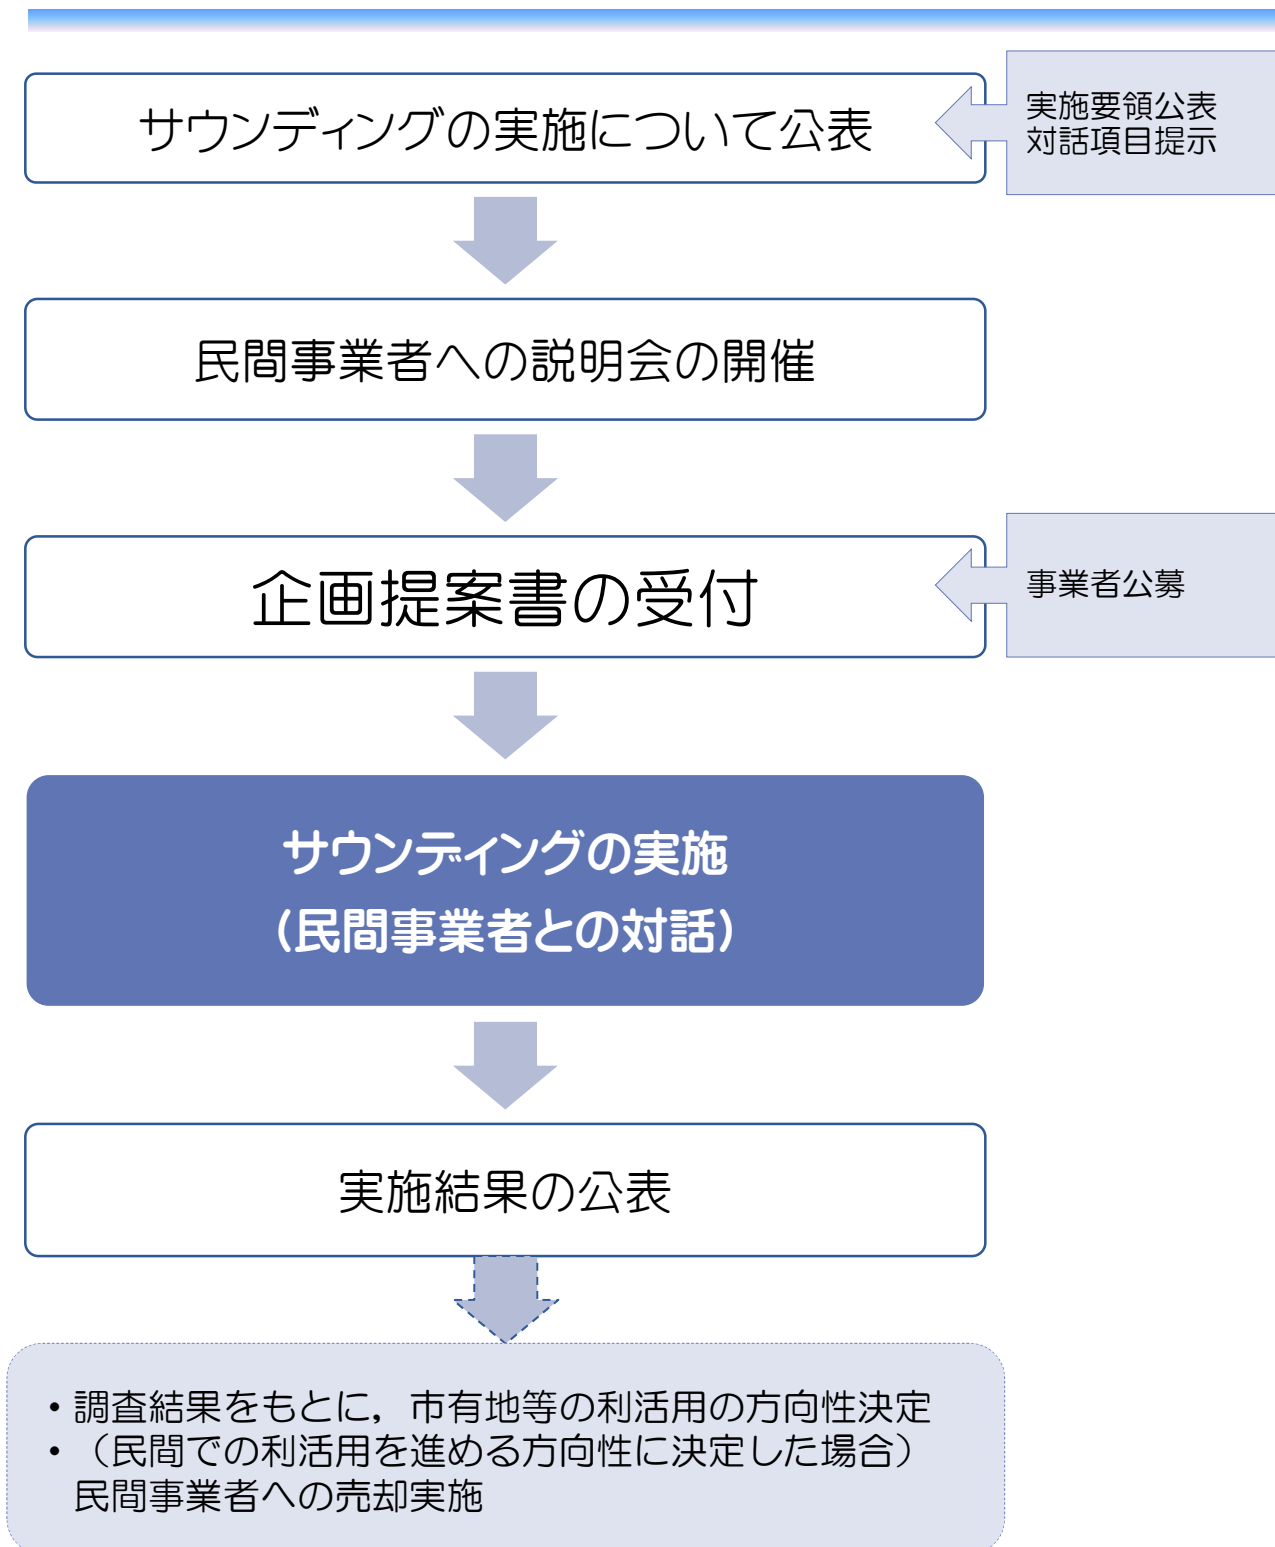 サウンディングの実施について公表
実施要領公表
対話項目提示
民間事業者への説明会の開催
企画提案書の受付
事業者公募
サウンディングの実施
（民間事業者との対話）
実施結果の公表
・調査結果をもとに，市有地等の利活用の方向性決定
・（民間での利活用を進める方向性に決定した場合）
民間事業者への売却実施